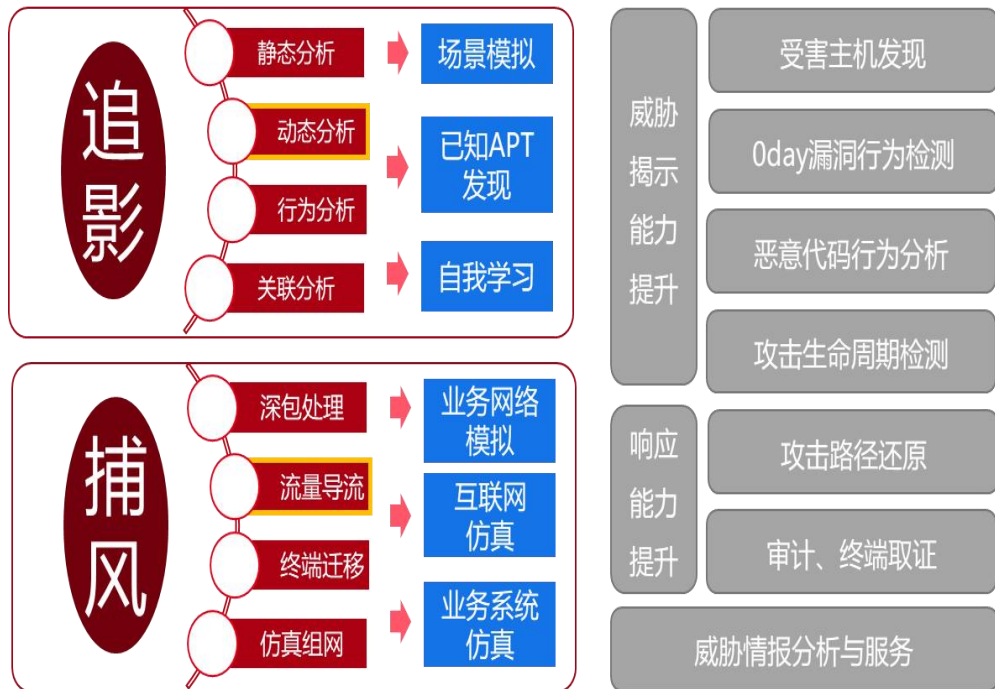 追影
静态分析
动态分析
行为分析
关联分析
场景模拟
已知APT
发现
自我学习
捕风
深包处理
流量导流
终端迁移
仿真组网
业务网络
模拟
互联网
仿真
业务系统
仿真
威胁
揭示
能力
提升
受害主机发现
0day漏洞行为检测
恶意代码行为分析
攻击生命周期检测
响应
能力
提升
攻击路径还原
审计、终端取证
威胁情报分析与服务